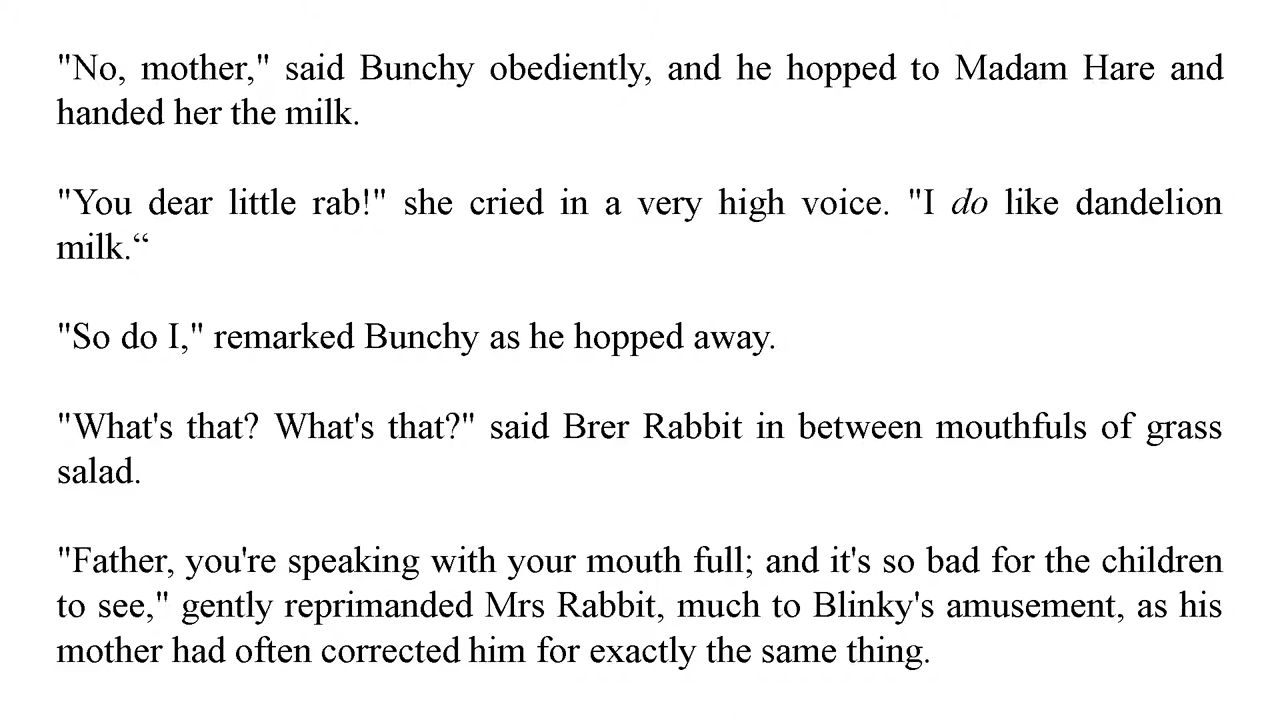 "No, mother," said Bunchy obediently, and he hopped to Madam Hare and
handed her the milk.
"You dear little rab!" she cried in a very high voice. "I do like dandelion
milk.“
"So do I," remarked Bunchy as he hopped away.
"What's that? What's that?" said Brer Rabbit in between mouthfuls of grass
salad.
"Father, you're speaking with your mouth full; and it's so bad for the children
to see," gently reprimanded Mrs Rabbit, much to Blinky's amusement, as his
mother had often corrected him for exactly the same thing.